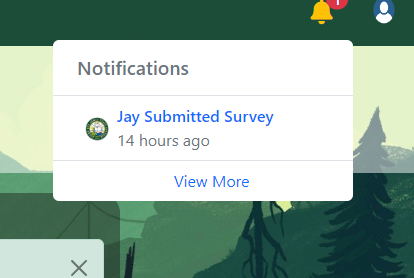 Notifications
Jay Submitted Survey
14 hours ago
View More